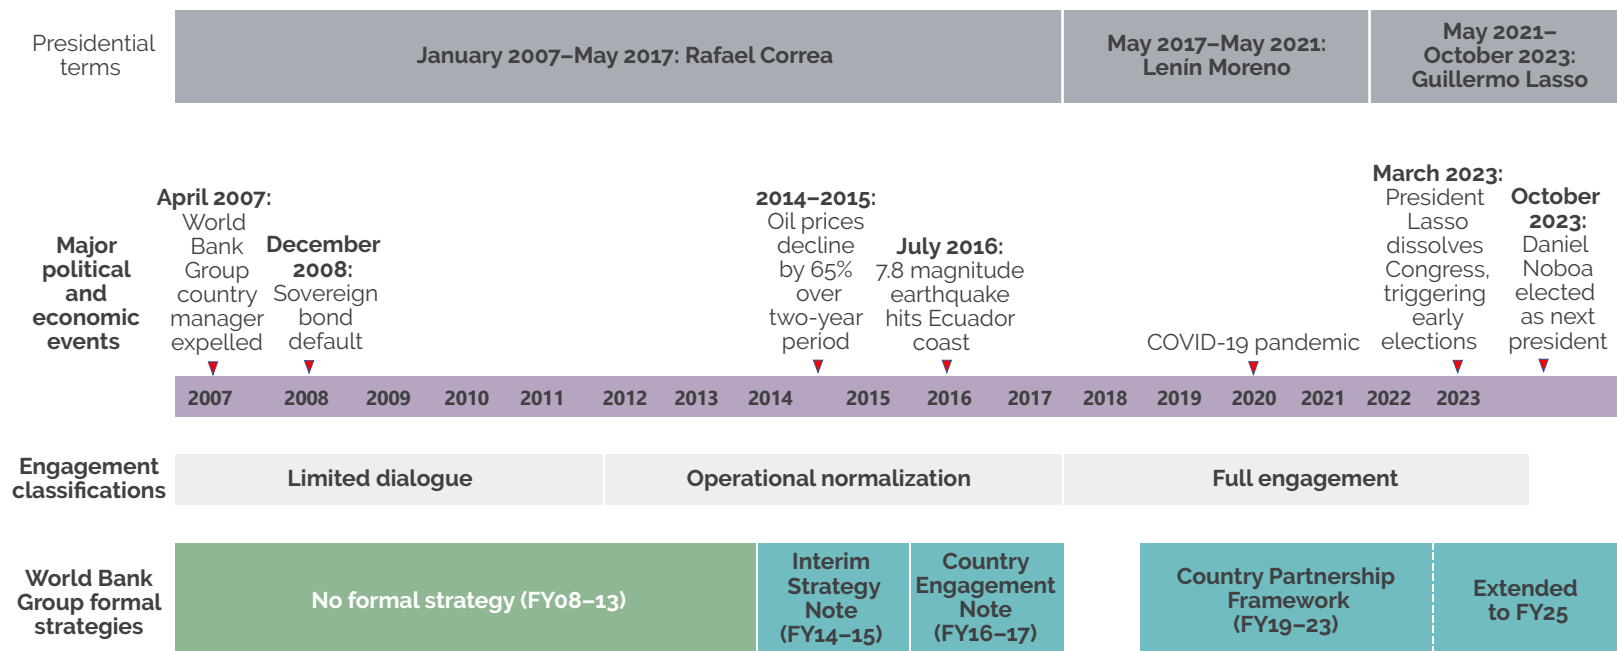 Presidential
terms
January 2007–May 2017: Rafael Correa
May 2017–May 2021:
Lenín Moreno
May 2021–
October 2023:
Guillermo Lasso
Major
political
and
economic
events
April 2007:
World
Bank
Group
country
manager
expelled
December
2008:
Sovereign
bond
default
2014–2015:
Oil prices
decline
by 65%
over
two-year
period
July 2016:
7.8 magnitude
earthquake
hits Ecuador
coast
COVID-19 pandemic
March 2023:
President
Lasso
dissolves
Congress,
triggering
early
elections
October
2023:
Daniel
Noboa
elected
as next
president
2007 2008 2009 2010 2011 2012 2013 2014 2015 2016 2017 2018 2019 2020 2021 2022 2023
Engagement
classifications
Limited dialogue
Operational normalization
Full engagement
World Bank
Group formal
strategies
No formal strategy (FY08–13)
Interim
Strategy
Note
(FY14–15)
Country
Engagement
Note
(FY16–17)
Country Partnership
Framework
(FY19–23)
Extended
to FY25